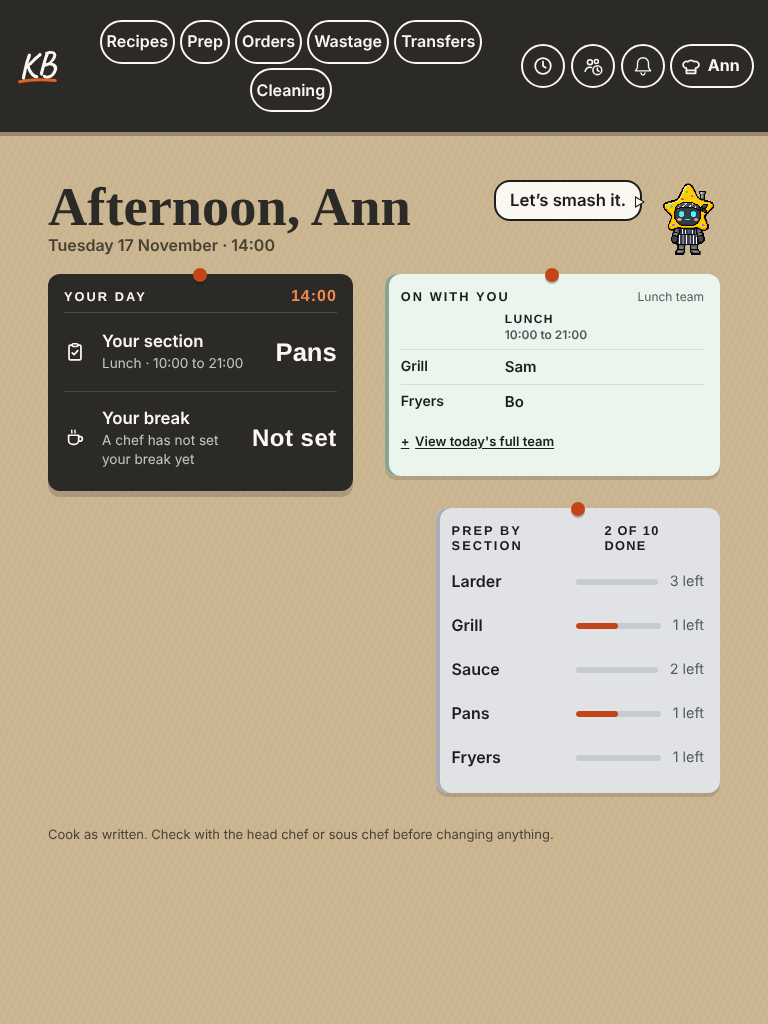 KB
Recipes Prep Orders Wastage Transfers
Cleaning
Ann
Afternoon, Ann
Tuesday 17 November · 14:00
Let's smash it.
YOUR DAY 14:00
Your section
Lunch · 10:00 to 21:00
Pans
Your break
A chef has not set
your break yet
Not set
ON WITH YOU Lunch team
LUNCH
10:00 to 21:00
Grill Sam
Fryers Bo
+ View today's full team
PREP BY
SECTION
2 OF 10
DONE
Larder 3 left
Grill 1 left
Sauce 2 left
Pans 1 left
Fryers 1 left
Cook as written. Check with the head chef or sous chef before changing anything.